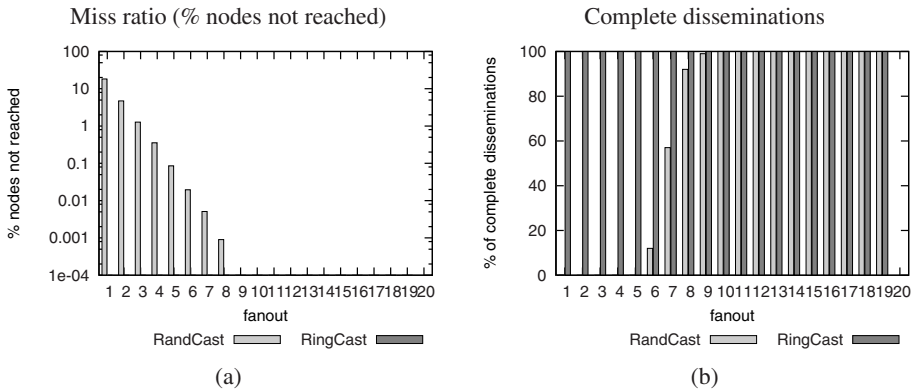 Miss ratio (% nodes not reached)
% nodes not reached
100
10
1
0.1
0.01
0.001
1e-04
1 2 3 4 5 6 7 8 9 10 11 12 13 14 15 16 17 18 19 20
fanout
RandCast RingCast
(a)
Complete disseminations
% of complete disseminations
100
80
60
40
20
0
1 2 3 4 5 6 7 8 9 10 11 12 13 14 15 16 17 18 19 20
fanout
RandCast RingCast
(b)